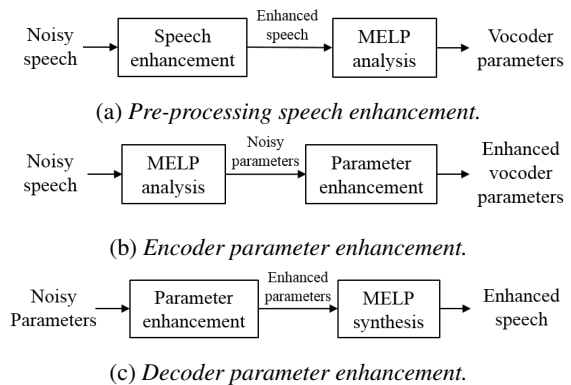 Noisy
speech
Speech
enhancement
Enhanced
speech
MELP
analysis
Vocoder
parameters
(a) Pre-processing speech enhancement.
Noisy
speech
MELP
analysis
Noisy
parameters
Parameter
enhancement
Enhanced
vocoder
parameters
(b) Encoder parameter enhancement.
Noisy
Parameters
Parameter
enhancement
Enhanced
parameters
MELP
synthesis
Enhanced
speech
(c) Decoder parameter enhancement.